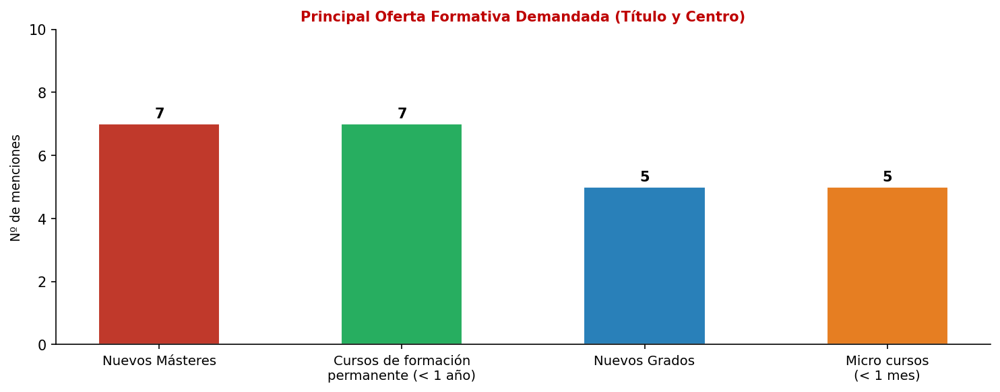 Principal Oferta Formativa Demandada (Título y Centro)
Nº de menciones
10
8
6
4
2
0
7
7
5
5
Nuevos Másteres
Cursos de formación
permanente (< 1 año)
Nuevos Grados
Micro cursos
(< 1 mes)